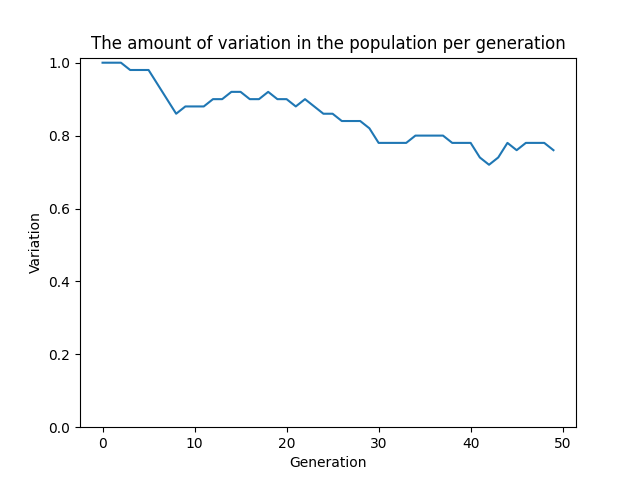 The amount of variation in the population per generation
1.0
0.8
0.6
0.4
0.2
0.0
Variation
0 10 20 30 40 50
Generation